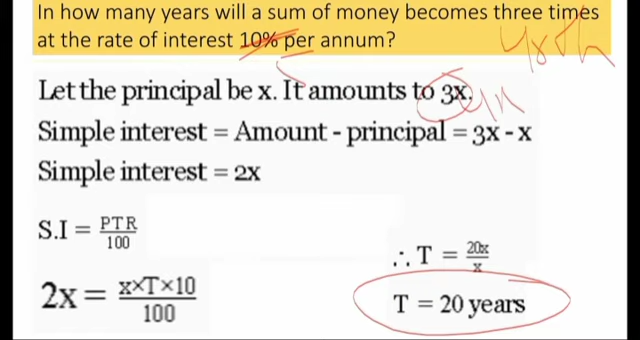 In how many years will a sum of money becomes three times
at the rate of interest 10% per annum?
Let the principal be x. It amounts to 3x.
Simple interest = Amount - principal = 3x - x
Simple interest = 2x
S.I = PTR/100
2x = x×T×10/100
∴ T = 20x/x
T = 20 years